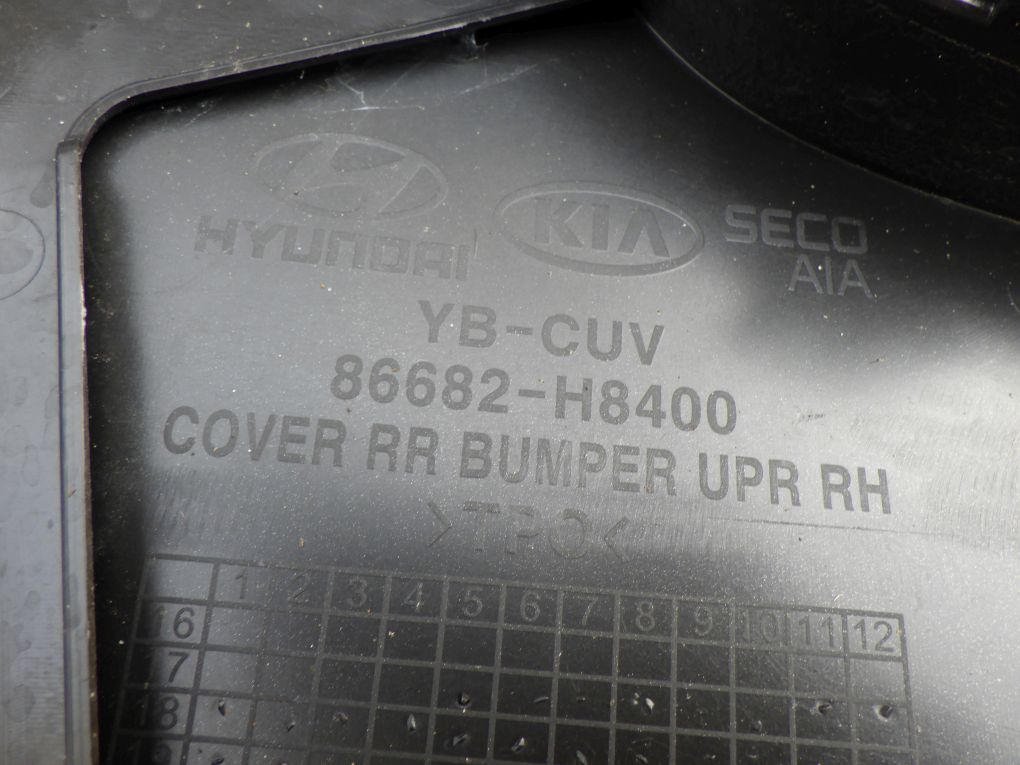 HYUNDAI KIA SECO
AIA
YB-CUV
86682-H8400
COVER RR BUMPER UPR RH
>TPO<
1 2 3 4 5 6 7 8 9 10 11 12
16
17
18